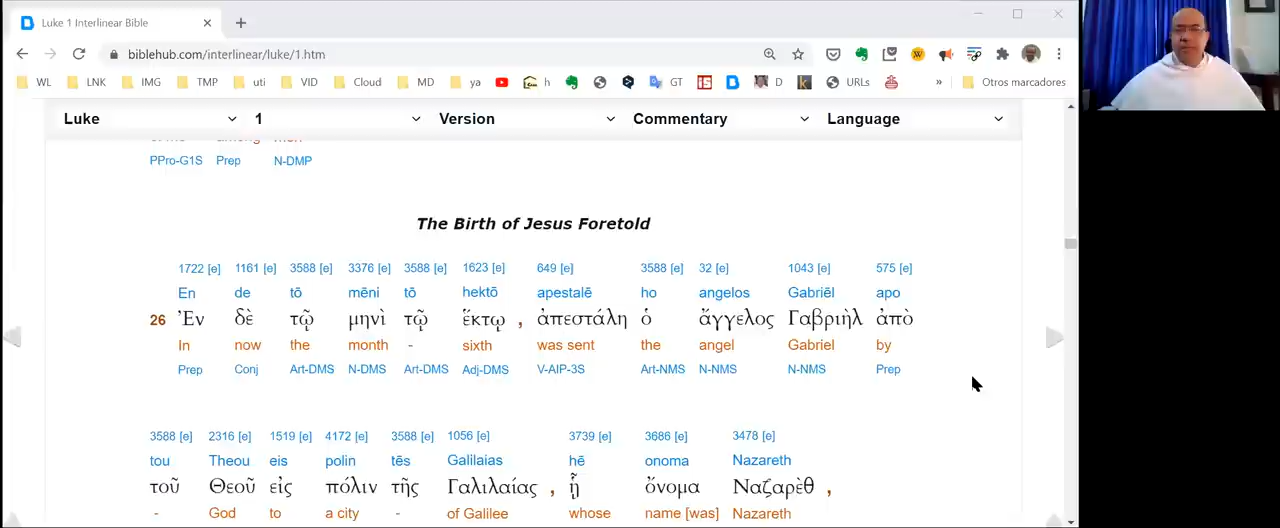 Luke 1 Interlinear Bible
biblehub.com/interlinear/luke/1.htm
WL LNK IMG TMP uti VID Cloud MD ya h GT D URLs » Otros marcadores
Luke 1 Version Commentary Language
PPro-G1S Prep N-DMP
The Birth of Jesus Foretold
1722 [e] 1161 [e] 3588 [e] 3376 [e] 3588 [e] 1623 [e] 649 [e] 3588 [e] 32 [e] 1043 [e] 575 [e]
En de tō mēni tō hektō apestalē ho angelos Gabriēl apo
26 Ἐν δὲ τῷ μηνὶ τῷ ἕκτῳ , ἀπεστάλη ὁ ἄγγελος Γαβριὴλ ἀπὸ
In now the month - sixth was sent the angel Gabriel by
Prep Conj Art-DMS N-DMS Art-DMS Adj-DMS V-AIP-3S Art-NMS N-NMS N-NMS Prep
3588 [e] 2316 [e] 1519 [e] 4172 [e] 3588 [e] 1056 [e] 3739 [e] 3686 [e] 3478 [e]
tou Theou eis polin tēs Galilaias hē onoma Nazareth
τοῦ Θεοῦ εἰς πόλιν τῆς Γαλιλαίας , ᾗ ὄνομα Ναζαρὲθ ,
- God to a city - of Galilee whose name [was] Nazareth